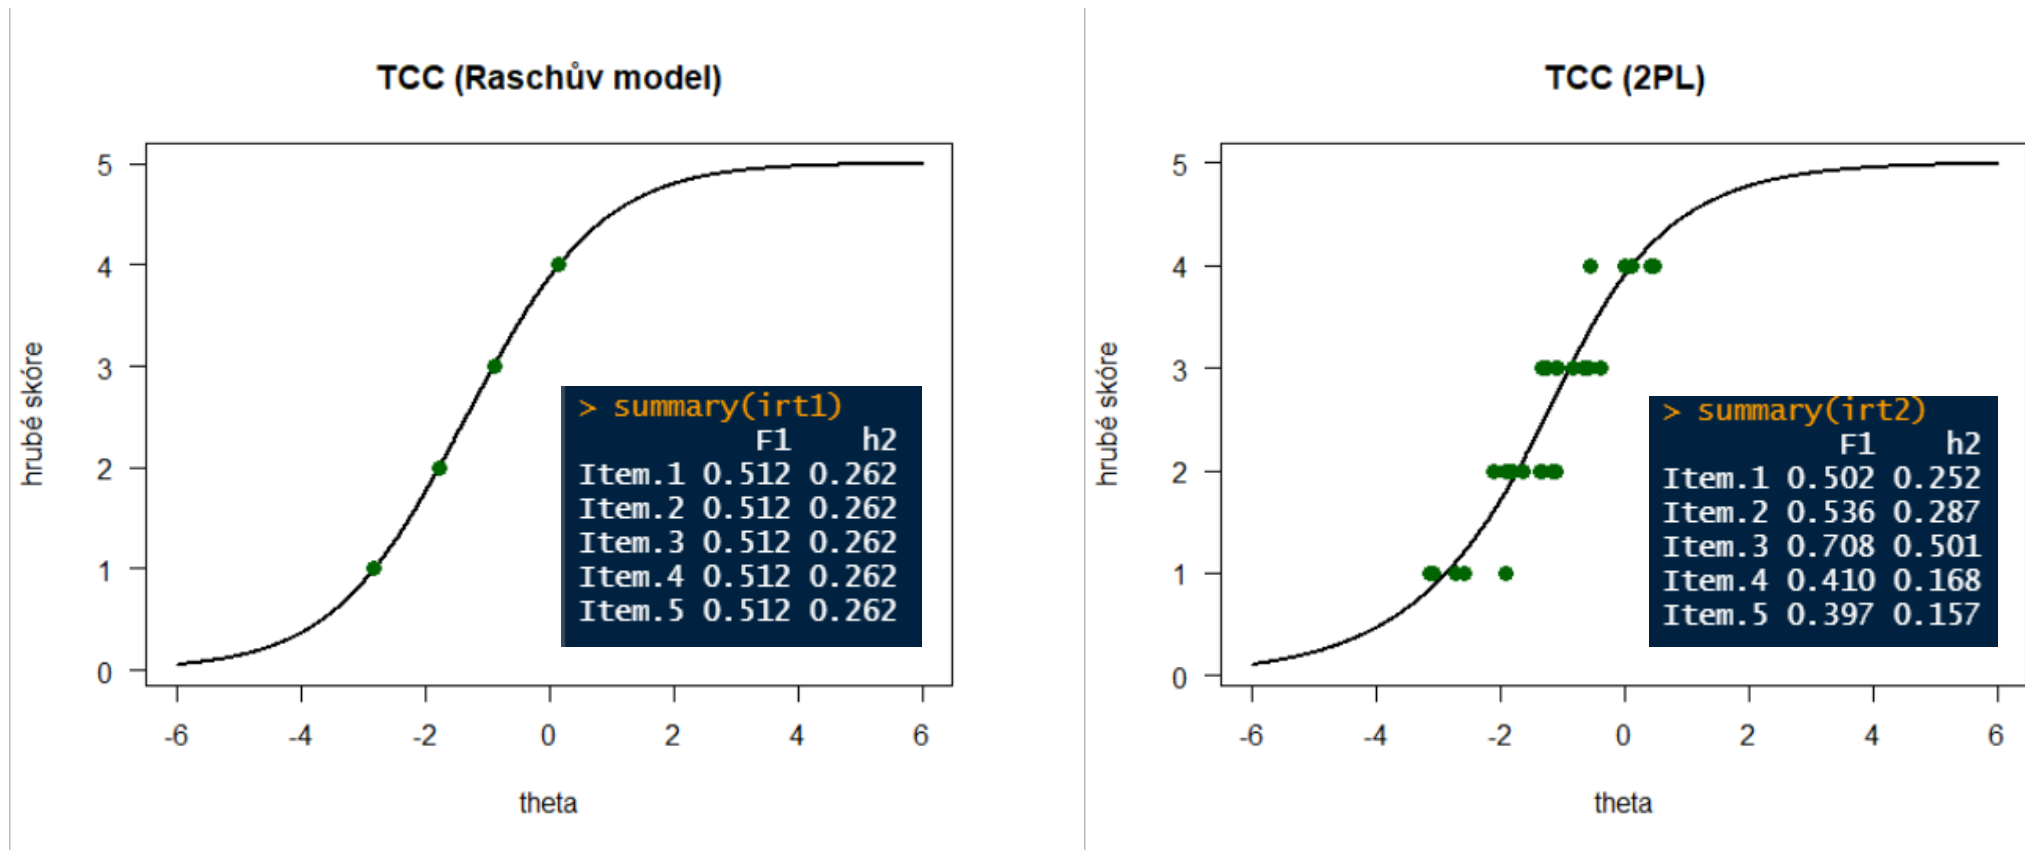 TCC (Raschův model)
hrubé skóre
5
4
3
2
1
0
> summary(irt1)
F1 h2
Item.1 0.512 0.262
Item.2 0.512 0.262
Item.3 0.512 0.262
Item.4 0.512 0.262
Item.5 0.512 0.262
-6 -4 -2 0 2 4 6
theta
TCC (2PL)
hrubé skóre
5
4
3
2
1
0
> summary(irt2)
F1 h2
Item.1 0.502 0.252
Item.2 0.536 0.287
Item.3 0.708 0.501
Item.4 0.410 0.168
Item.5 0.397 0.157
-6 -4 -2 0 2 4 6
theta